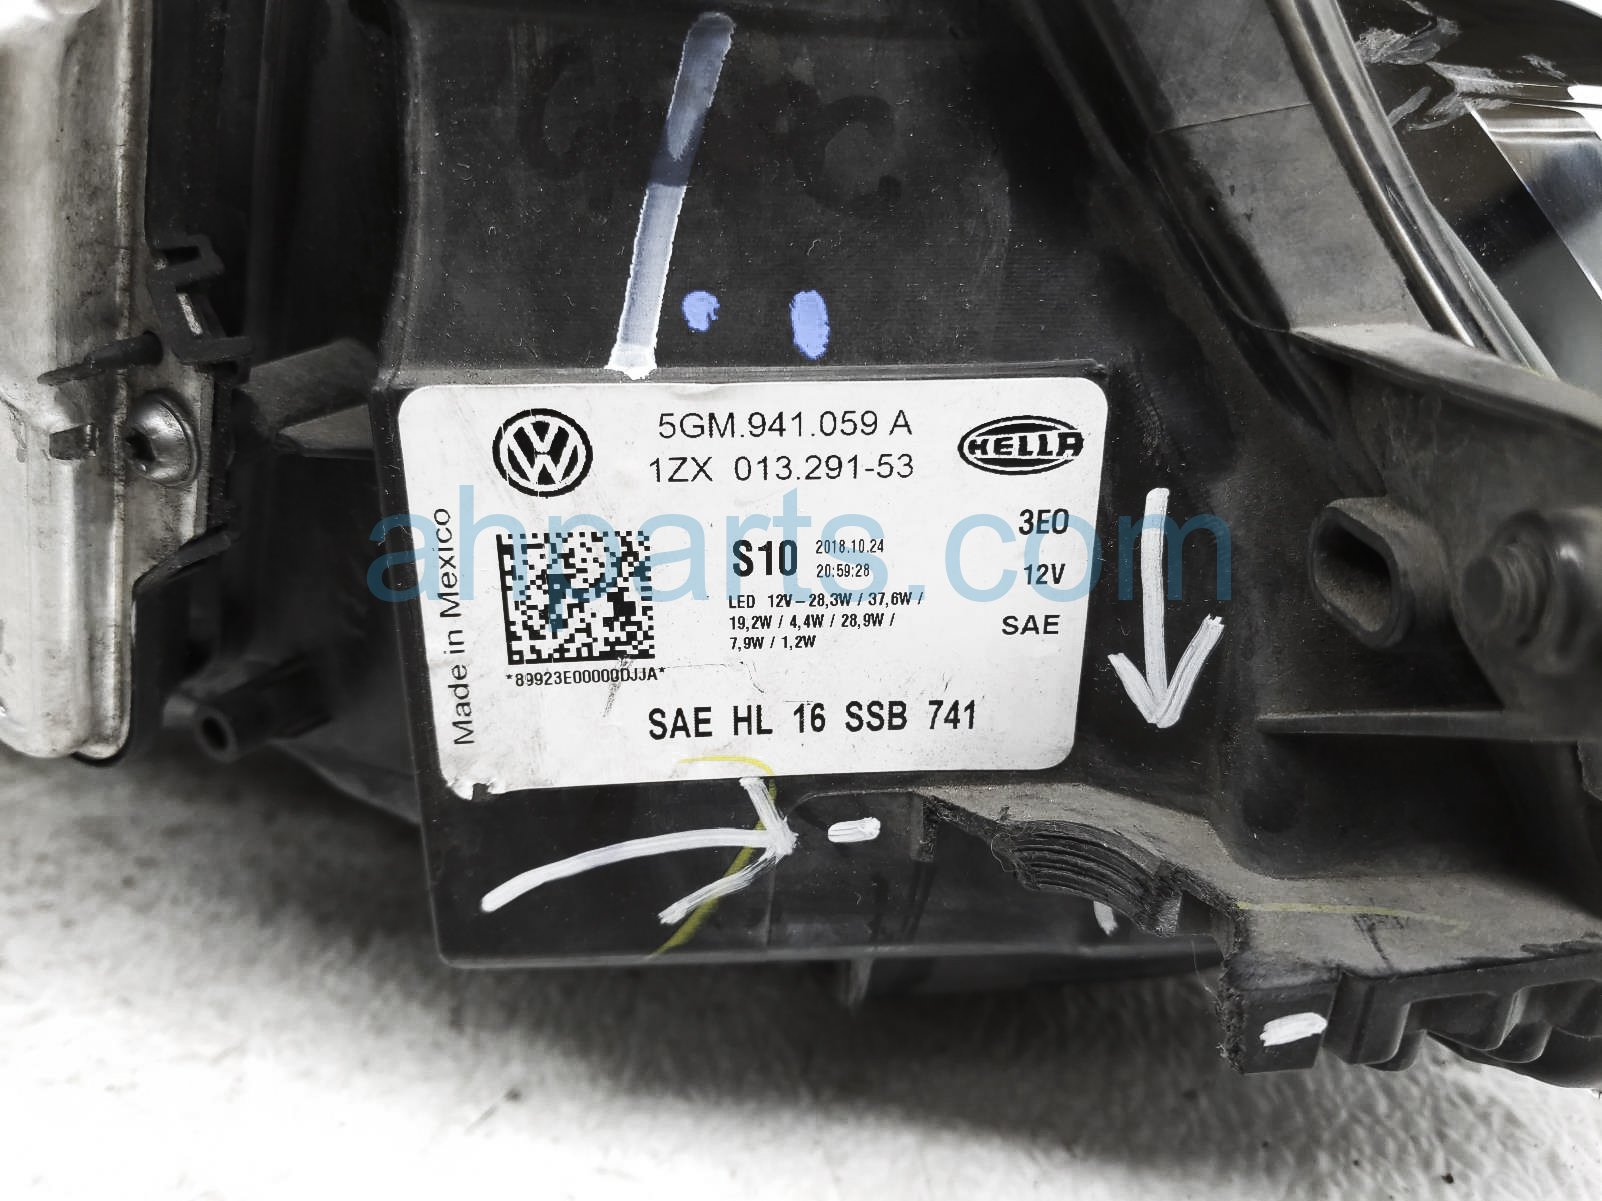 5GM.941.059 A
1ZX 013.291-53
HELLA
Made in Mexico
3E0
S10
2018.10.24
20:59:28
12V
LED 12V-28,3W / 37,6W /
19,2W / 4,4W / 28,9W /
7,9W / 1,2W
SAE
*89923E00000DJJA*
SAE HL 16 SSB 741
ahparts.com